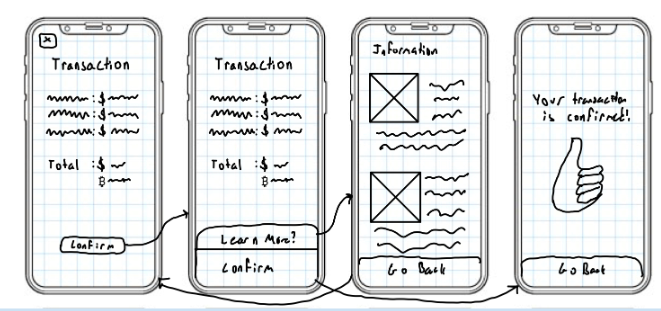 x
Transaction
: $
: $
: $
Total : $
₿
Confirm
Transaction
: $
: $
: $
Total : $
₿
Learn More?
Confirm
Information
Go Back
Your transaction
is confirmed!
Go Back